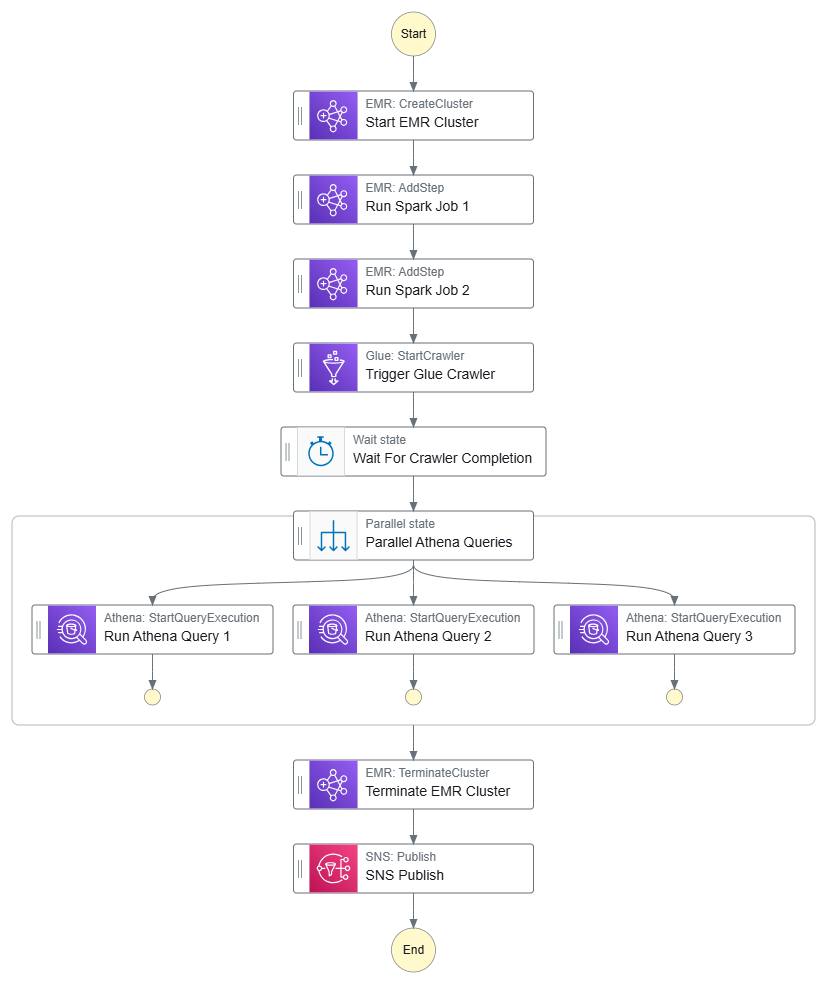 Start
EMR: CreateCluster
Start EMR Cluster
EMR: AddStep
Run Spark Job 1
EMR: AddStep
Run Spark Job 2
Glue: StartCrawler
Trigger Glue Crawler
Wait state
Wait For Crawler Completion
Parallel state
Parallel Athena Queries
Athena: StartQueryExecution
Run Athena Query 1
Athena: StartQueryExecution
Run Athena Query 2
Athena: StartQueryExecution
Run Athena Query 3
EMR: TerminateCluster
Terminate EMR Cluster
SNS: Publish
SNS Publish
End